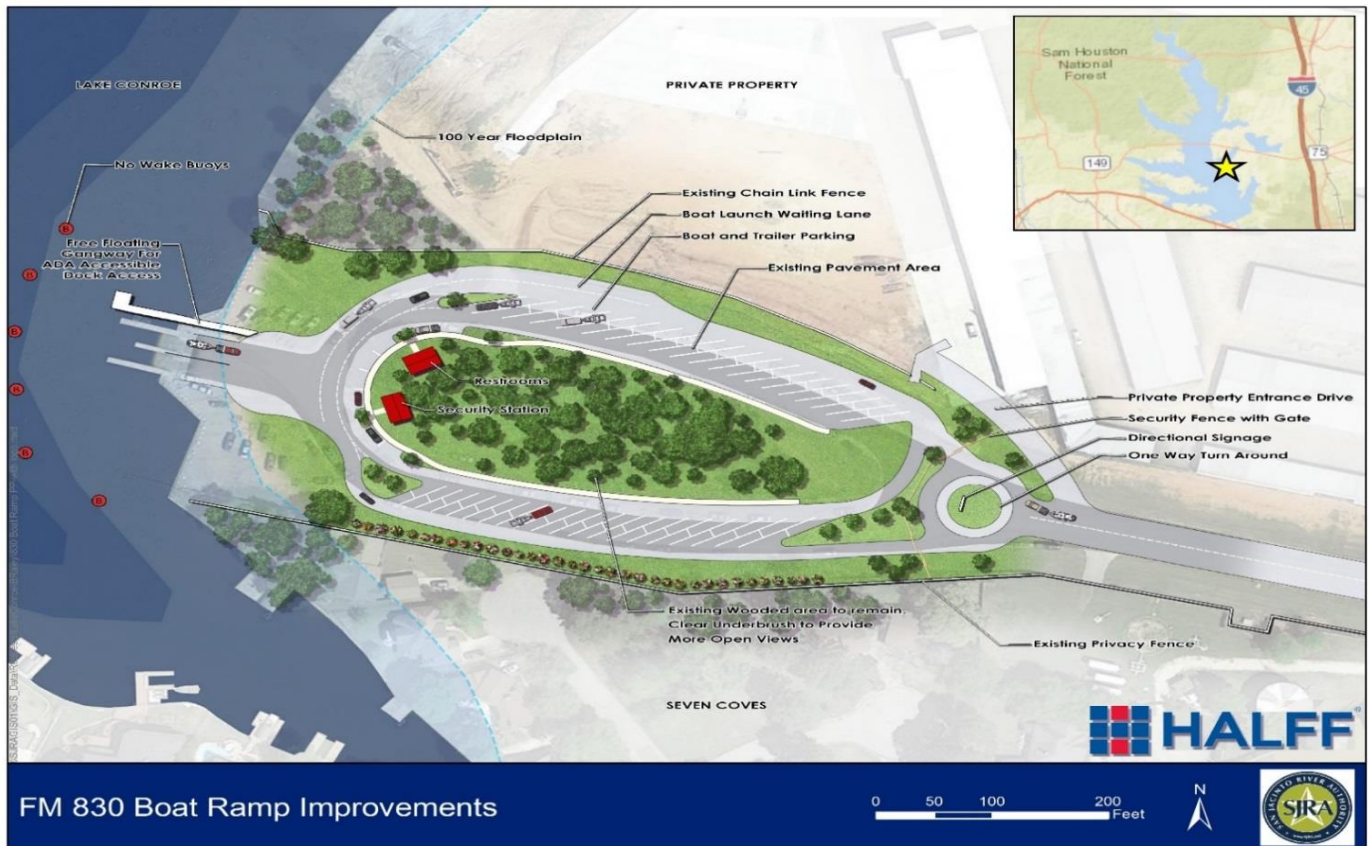 LAKE CONROE
PRIVATE PROPERTY
100 Year Floodplain
No Wake Buoys
Free Floating
Gangway For
ADA Accessible
Dock Access
Existing Chain Link Fence
Boat Launch Waiting Lane
Boat and Trailer Parking
Existing Pavement Area
Restrooms
Security Station
Private Property Entrance Drive
Security Fence with Gate
Directional Signage
One Way Turn Around
Existing Wooded area to remain.
Clear Underbrush to Provide
More Open Views
Existing Privacy Fence
SEVEN COVES
B
B
B
B
B
B
Sam Houston
National
Forest
45
149
75
HALFF
FM 830 Boat Ramp Improvements
0 50 100 200
Feet
N
SAN JACINTO RIVER AUTHORITY
SJRA